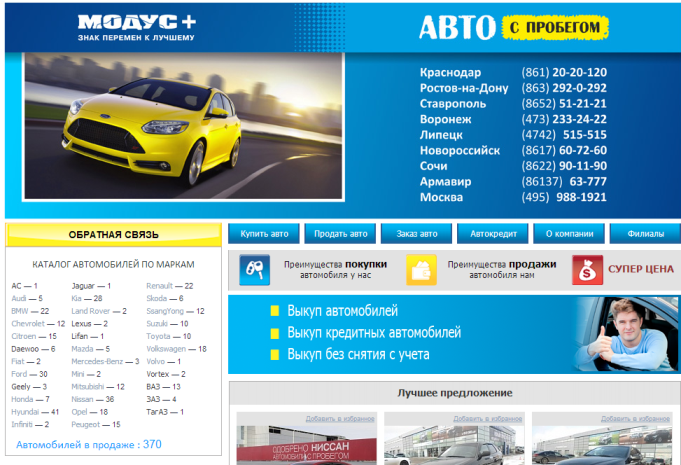 МОДУС+
ЗНАК ПЕРЕМЕН К ЛУЧШЕМУ
АВТО С ПРОБЕГОМ
Краснодар (861) 20-20-120
Ростов-на-Дону (863) 292-0-292
Ставрополь (8652) 51-21-21
Воронеж (473) 233-24-22
Липецк (4742) 515-515
Новороссийск (8617) 60-72-60
Сочи (8622) 90-11-90
Армавир (86137) 63-777
Москва (495) 988-1921
ОБРАТНАЯ СВЯЗЬ
Купить авто
Продать авто
Заказ авто
Автокредит
О компании
Филиалы
КАТАЛОГ АВТОМОБИЛЕЙ ПО МАРКАМ
AC — 1
Audi — 5
BMW — 22
Chevrolet — 12
Citroen — 15
Daewoo — 6
Fiat — 2
Ford — 30
Geely — 3
Honda — 7
Hyundai — 41
Infiniti — 2
Jaguar — 1
Kia — 28
Land Rover — 2
Lexus — 2
Lifan — 1
Mazda — 5
Mercedes-Benz — 3
Mini — 2
Mitsubishi — 12
Nissan — 36
Opel — 18
Peugeot — 15
Renault — 22
Skoda — 6
SsangYong — 12
Suzuki — 10
Toyota — 10
Volkswagen — 18
Volvo — 1
Vortex — 2
ВАЗ — 13
ЗАЗ — 4
ТагАЗ — 1
Автомобилей в продаже : 370
Преимущества покупки
автомобиля у нас
Преимущества продажи
автомобиля нам
СУПЕР ЦЕНА
Выкуп автомобилей
Выкуп кредитных автомобилей
Выкуп без снятия с учета
Лучшее предложение
Добавить в избранное
Добавить в избранное
Добавить в избранное
ОДОБРЕНО НИССАН
АВТОМОБИЛИ С ПРОБЕГОМ